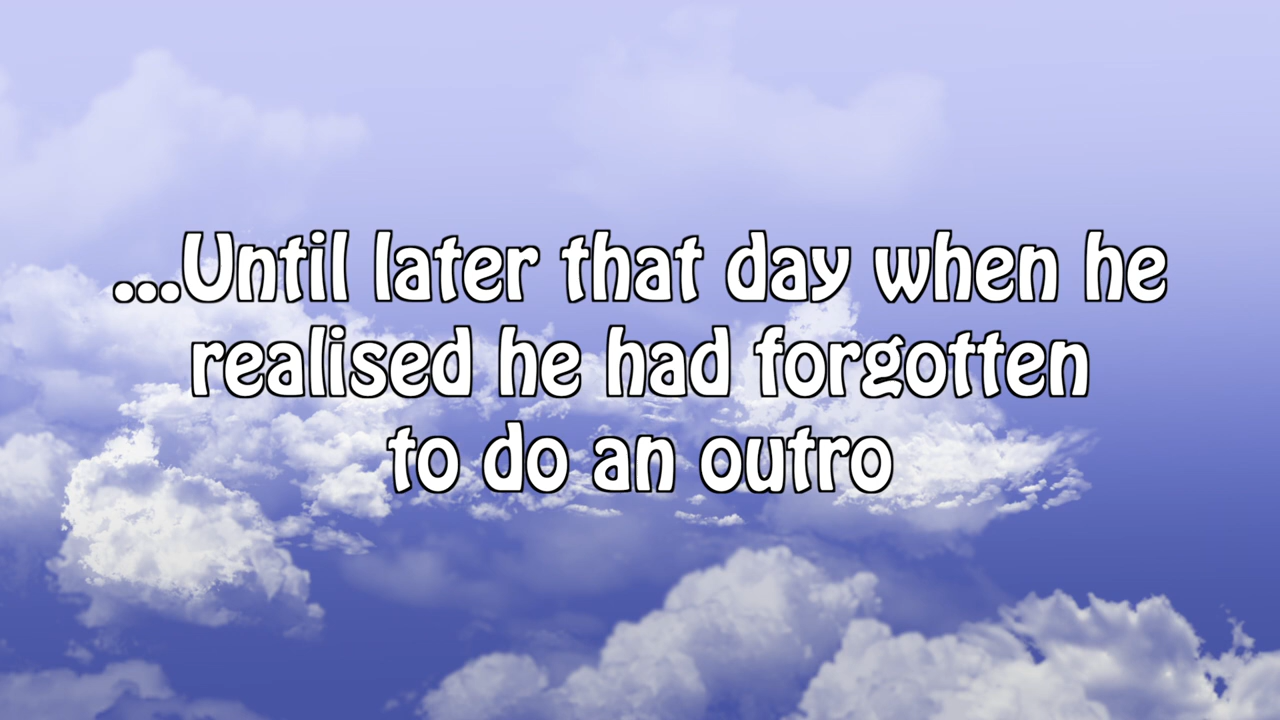 ...Until later that day when he
realised he had forgotten
to do an outro